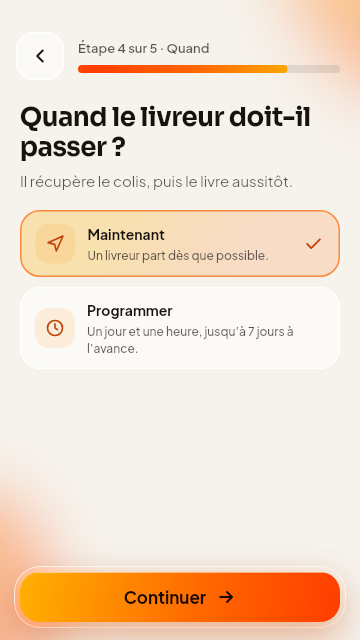 Étape 4 sur 5 · Quand
Quand le livreur doit-il
passer ?
Il récupère le colis, puis le livre aussitôt.
Maintenant
Un livreur part dès que possible.
Programmer
Un jour et une heure, jusqu'à 7 jours à
l'avance.
Continuer